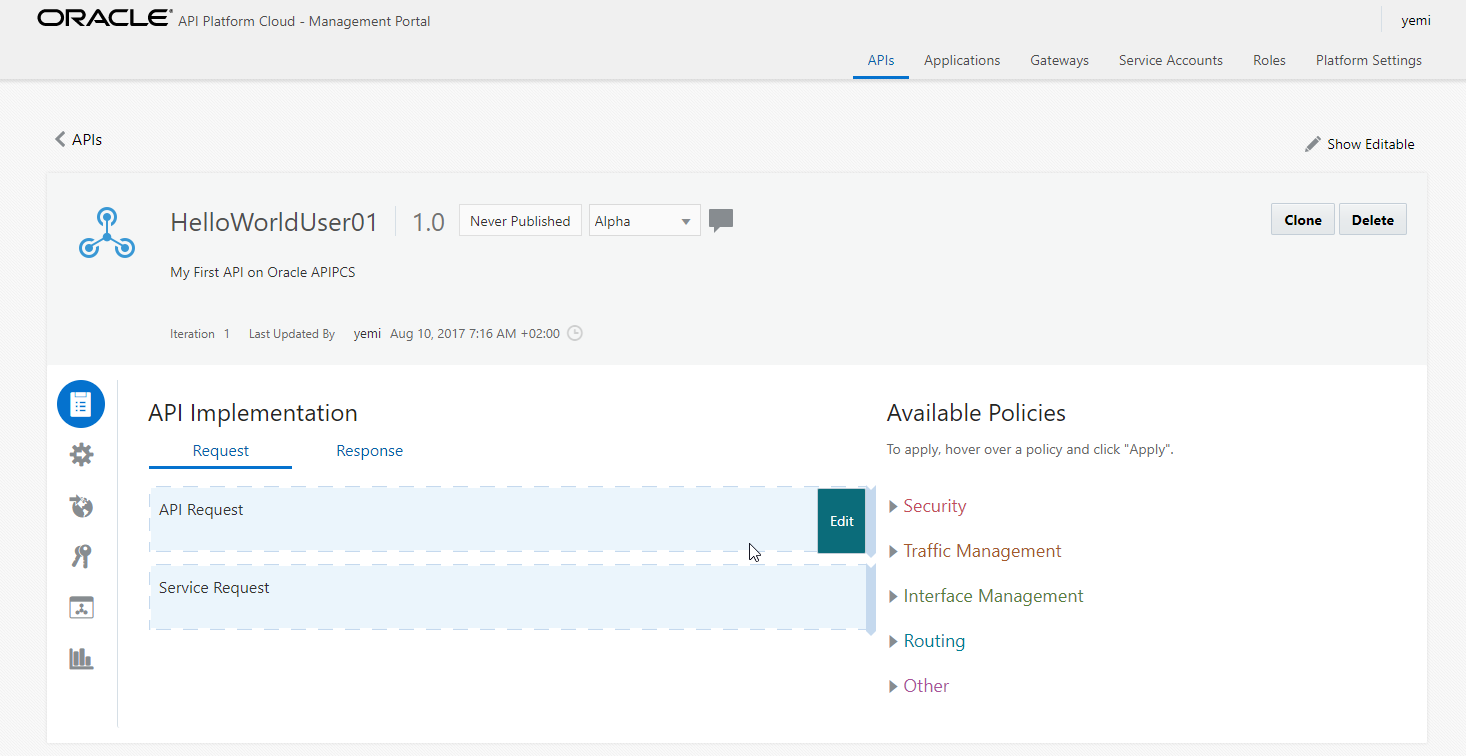 ORACLE® API Platform Cloud - Management Portal
yemi
APIs Applications Gateways Service Accounts Roles Platform Settings
APIs
Show Editable
HelloWorldUser01 1.0 Never Published Alpha
Clone Delete
My First API on Oracle APIPCS
Iteration 1 Last Updated By yemi Aug 10, 2017 7:16 AM +02:00
API Implementation
Request Response
API Request
Edit
Service Request
Available Policies
To apply, hover over a policy and click "Apply".
Security
Traffic Management
Interface Management
Routing
Other